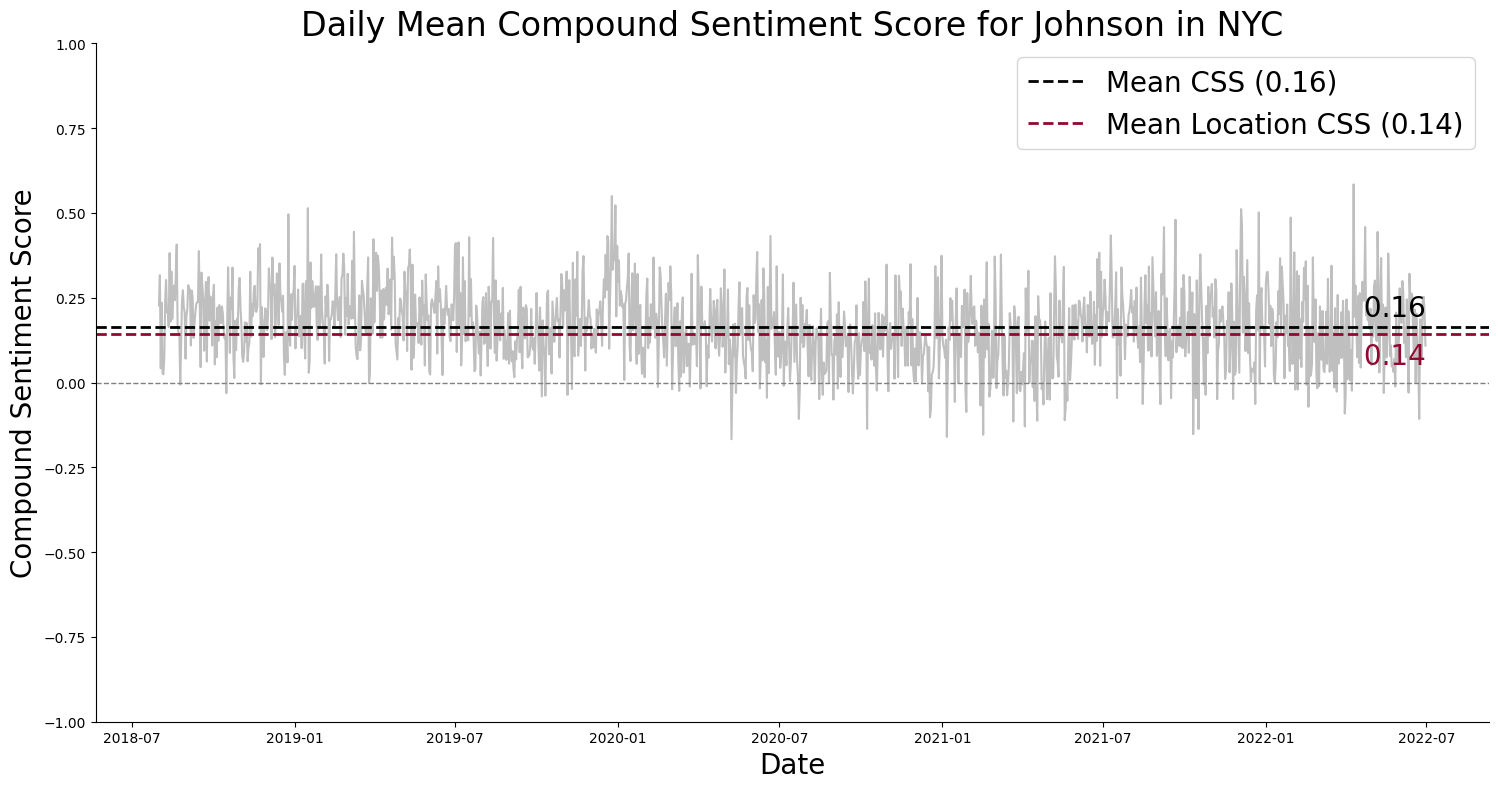 Daily Mean Compound Sentiment Score for Johnson in NYC
Mean CSS (0.16)
Mean Location CSS (0.14)
Compound Sentiment Score
1.00
0.75
0.50
0.25
0.00
−0.25
−0.50
−0.75
−1.00
0.16
0.14
2018-07 2019-01 2019-07 2020-01 2020-07 2021-01 2021-07 2022-01 2022-07
Date